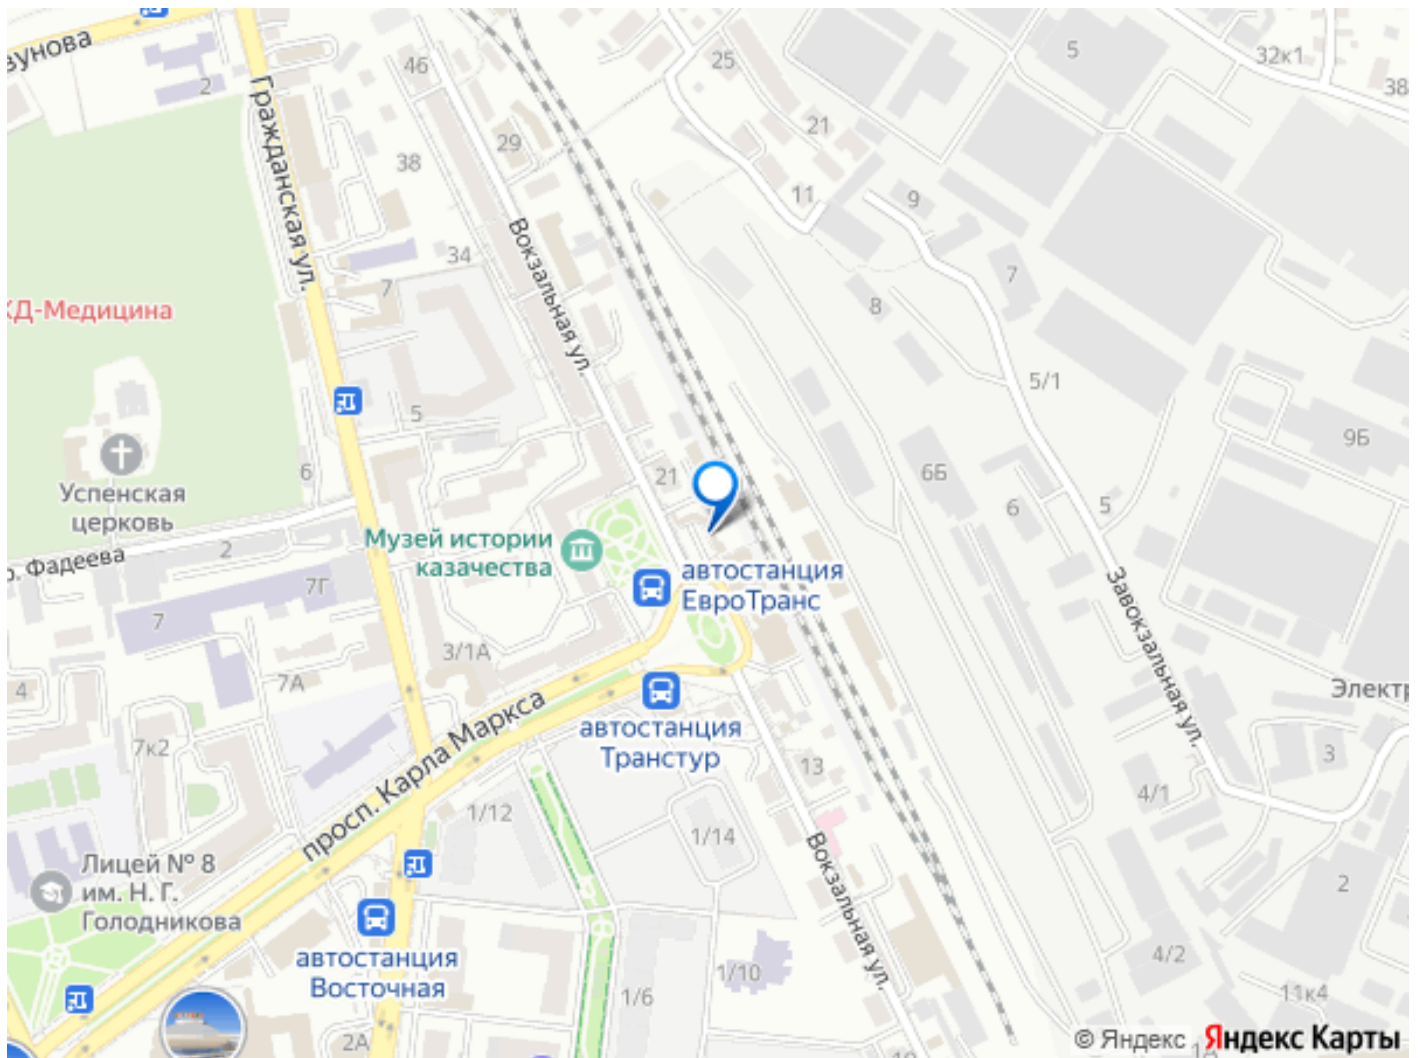 зунова
2
Гражданская ул.
46
25
5
32к1
38
29
21
38
11
9
Вокзальная ул.
34
7
7
8
КД-Медицина
5/1
5
9Б
6
21
6Б
Успенская
церковь
6
5
Музей истории
казачества
р. Фадеева
2
автостанция
ЕвроТранс
7Г
7
Завокзальная ул.
3/1А
7А
4
Электр
просп. Карла Маркса
автостанция
Транстур
7к2
13
3
4/1
1/12
1/14
Вокзальная ул.
Лицей № 8
им. Н. Г.
Голодникова
2
автостанция
Восточная
4/2
1/10
1/6
11к4
2А
© Яндекс Яндекс Карты